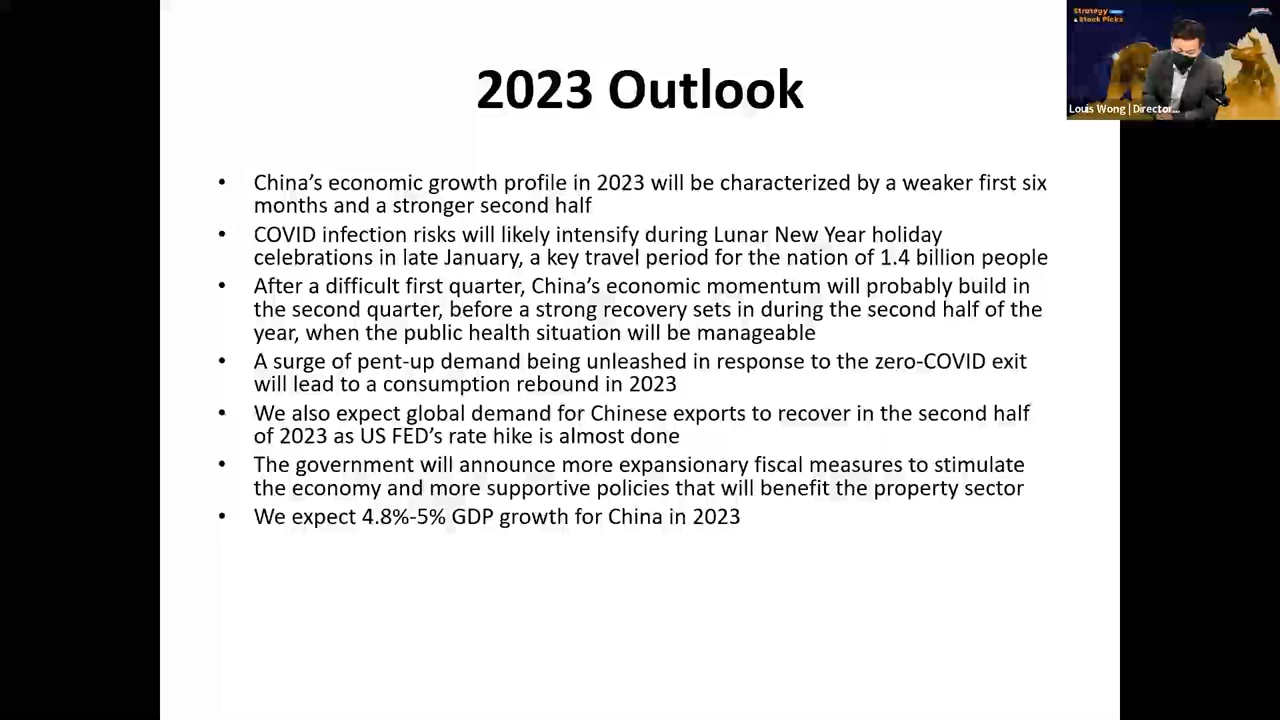 Strategy
& Stock Picks
Louis Wong | Director...
2023 Outlook
• China’s economic growth profile in 2023 will be characterized by a weaker first six
months and a stronger second half
• COVID infection risks will likely intensify during Lunar New Year holiday
celebrations in late January, a key travel period for the nation of 1.4 billion people
• After a difficult first quarter, China’s economic momentum will probably build in
the second quarter, before a strong recovery sets in during the second half of the
year, when the public health situation will be manageable
• A surge of pent-up demand being unleashed in response to the zero-COVID exit
will lead to a consumption rebound in 2023
• We also expect global demand for Chinese exports to recover in the second half
of 2023 as US FED’s rate hike is almost done
• The government will announce more expansionary fiscal measures to stimulate
the economy and more supportive policies that will benefit the property sector
• We expect 4.8%-5% GDP growth for China in 2023